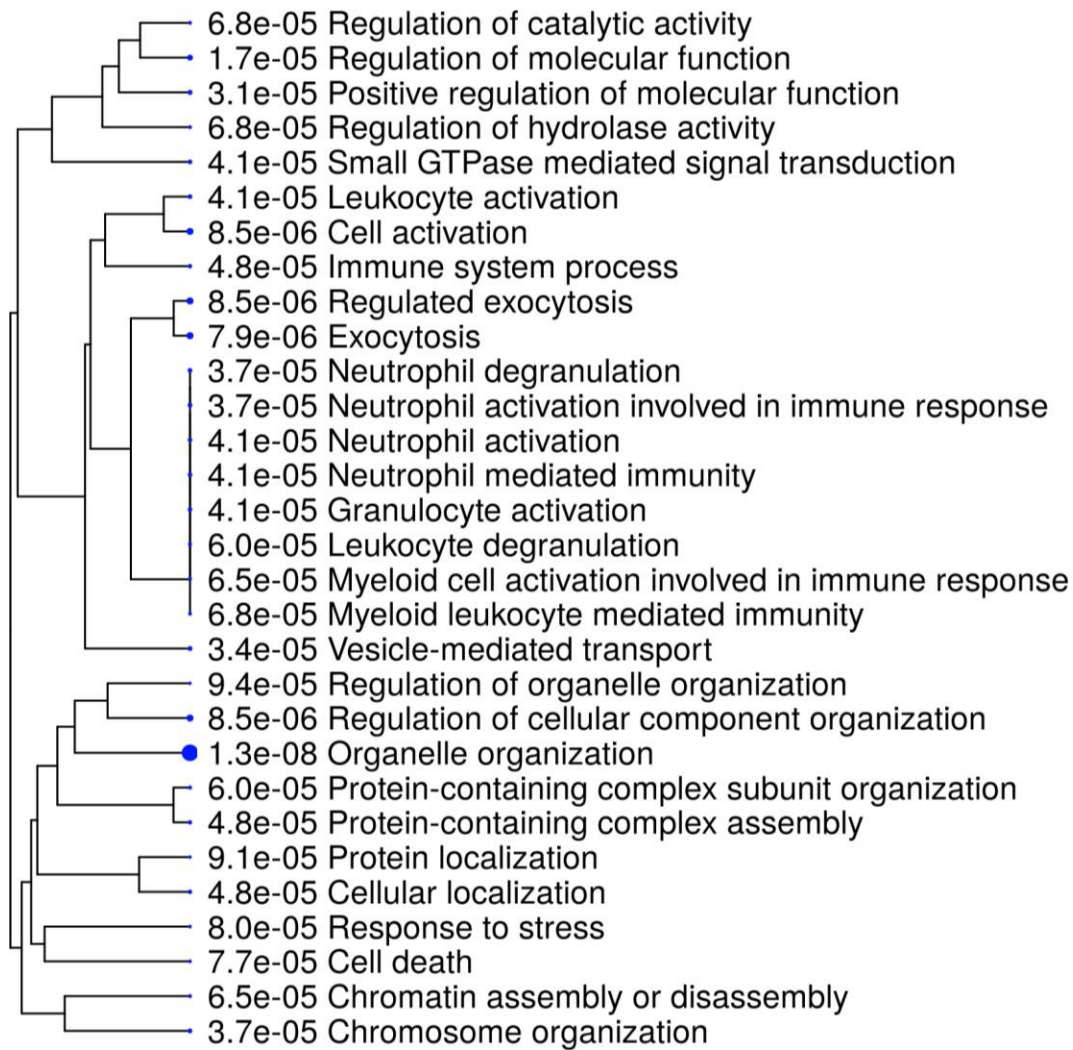 6.8e-05 Regulation of catalytic activity
1.7e-05 Regulation of molecular function
3.1e-05 Positive regulation of molecular function
6.8e-05 Regulation of hydrolase activity
4.1e-05 Small GTPase mediated signal transduction
4.1e-05 Leukocyte activation
8.5e-06 Cell activation
4.8e-05 Immune system process
8.5e-06 Regulated exocytosis
7.9e-06 Exocytosis
3.7e-05 Neutrophil degranulation
3.7e-05 Neutrophil activation involved in immune response
4.1e-05 Neutrophil activation
4.1e-05 Neutrophil mediated immunity
4.1e-05 Granulocyte activation
6.0e-05 Leukocyte degranulation
6.5e-05 Myeloid cell activation involved in immune response
6.8e-05 Myeloid leukocyte mediated immunity
3.4e-05 Vesicle-mediated transport
9.4e-05 Regulation of organelle organization
8.5e-06 Regulation of cellular component organization
1.3e-08 Organelle organization
6.0e-05 Protein-containing complex subunit organization
4.8e-05 Protein-containing complex assembly
9.1e-05 Protein localization
4.8e-05 Cellular localization
8.0e-05 Response to stress
7.7e-05 Cell death
6.5e-05 Chromatin assembly or disassembly
3.7e-05 Chromosome organization